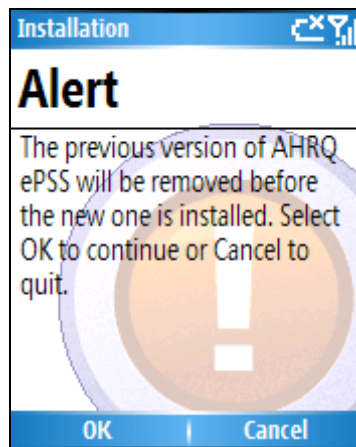 Installation
Alert
The previous version of AHRQ
ePSS will be removed before
the new one is installed. Select
OK to continue or Cancel to
quit.
OK
Cancel